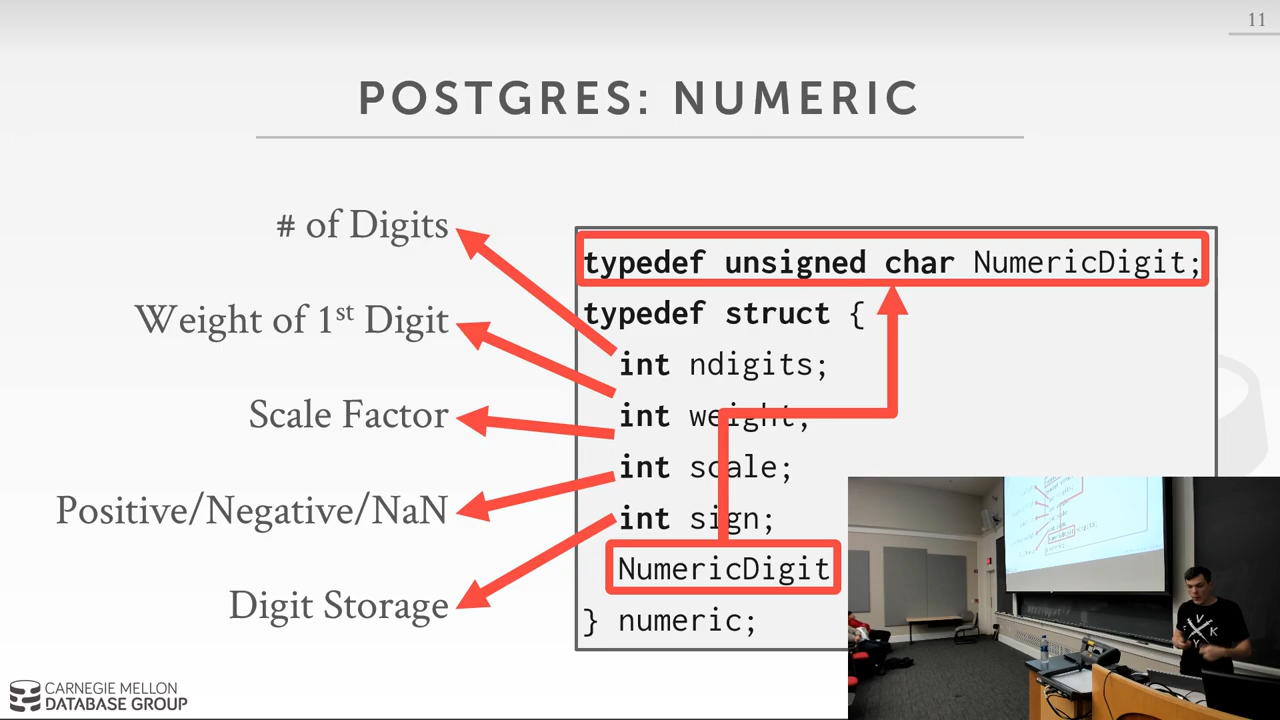 11
POSTGRES: NUMERIC
# of Digits
Weight of 1st Digit
Scale Factor
Positive/Negative/NaN
Digit Storage
typedef unsigned char NumericDigit;
typedef struct {
int ndigits;
int weight;
int scale;
int sign;
NumericDigit
} numeric;
CARNEGIE MELLON
DATABASE GROUP